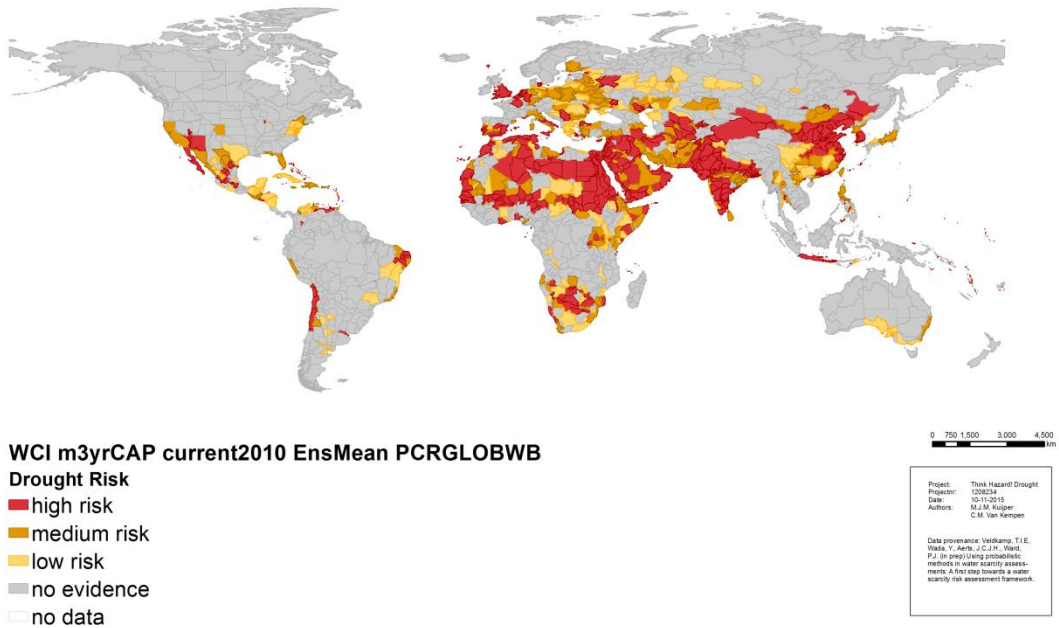 WCI m3yrCAP current2010 EnsMean PCRGLOBWB
Drought Risk
high risk
medium risk
low risk
no evidence
no data
0 750 1,500 3,000 4,500
km
Project: Think Hazard! Drought
Projectnr: 1208234
Date: 10-11-2015
Authors: M.J.M. Kuijper
C.M. Van Kempen
Data provenance: Veldkamp, T.I.E,
Wada, Y., Aerts, J.C.J.H., Ward,
P.J. (in prep) Using probabilistic
methods in water scarcity assess-
ments: A first step towards a water
scarcity risk assessment framework.